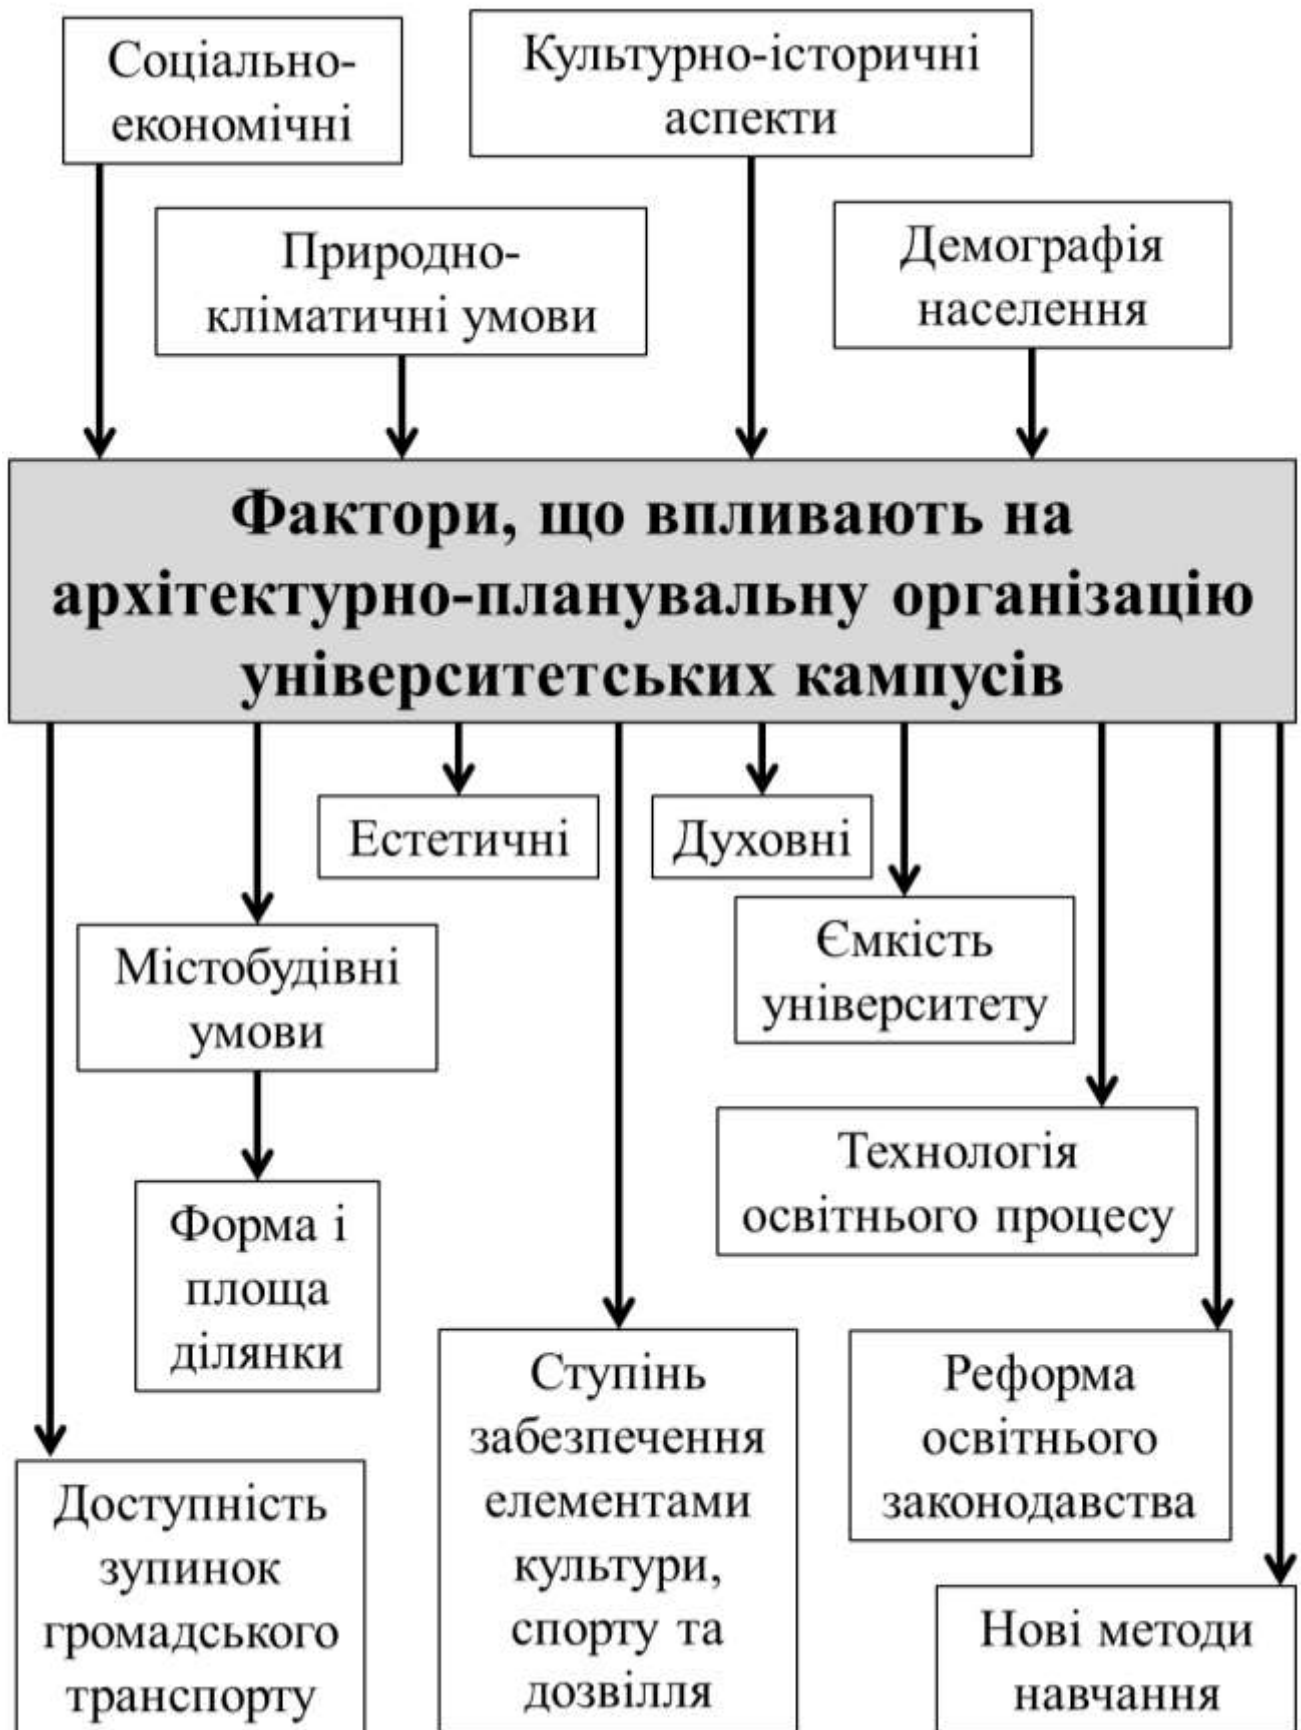 Соціально-
економічні
Культурно-історичні
аспекти
Природно-
кліматичні умови
Демографія
населення
Фактори, що впливають на
архітектурно-планувальну організацію
університетських кампусів
Естетичні
Духовні
Містобудівні
умови
Ємкість
університету
Форма і
площа
ділянки
Технологія
освітнього процесу
Доступність
зупинок
громадського
транспорту
Ступінь
забезпечення
елементами
культури,
спорту та
дозвілля
Реформа
освітнього
законодавства
Нові методи
навчання